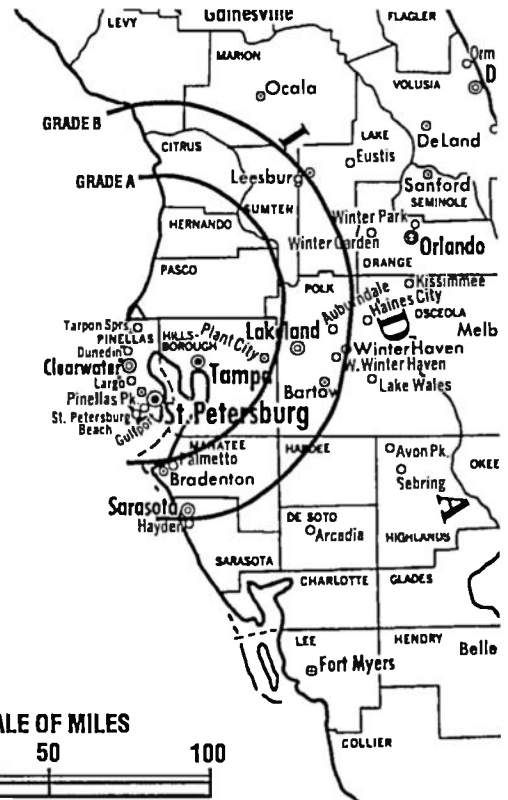 Gainesville
LEVY
FLAGLER
MARION
Orm
D
VOLUSIA
Ocala
GRADE B
DeLand
CITRUS
LAKE
Eustis
I
GRADE A
Leesburg
Sanford
SEMINOLE
SUMTER
Winter Park
HERNANDO
Winter Garden
Orlando
ORANGE
PASCO
Kissimmee
POLK
Auburndale
Haines City
OSCEOLA
D
Tarpon Sprs.
PINELLAS
HILLS-
BOROUGH
Plant City
Lakeland
Melb
Dunedin
Clearwater
Tampa
Winter Haven
W. Winter Haven
Largo
Bartow
Lake Wales
Pinellas Pk.
St. Petersburg
St. Petersburg
Beach
Gulfport
MANATEE
HARDEE
Palmetto
Avon Pk.
OKEE
Bradenton
Sebring
A
Sarasota
Hayden
DE SOTO
Arcadia
HIGHLANDS
SARASOTA
CHARLOTTE
GLADES
LEE
HENDRY
Belle
Fort Myers
ALE OF MILES
50
100
COLLIER